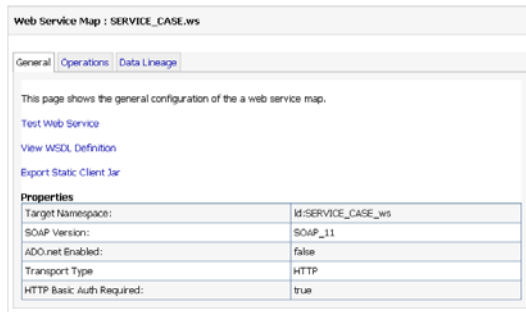 Web Service Map : SERVICE_CASE.ws
General Operations Data Lineage
This page shows the general configuration of the a web service map.
Test Web Service
View WSDL Definition
Export Static Client Jar
Properties
Target Namespace: ld:SERVICE_CASE_ws
SOAP Version: SOAP_11
ADO.net Enabled: false
Transport Type HTTP
HTTP Basic Auth Required: true